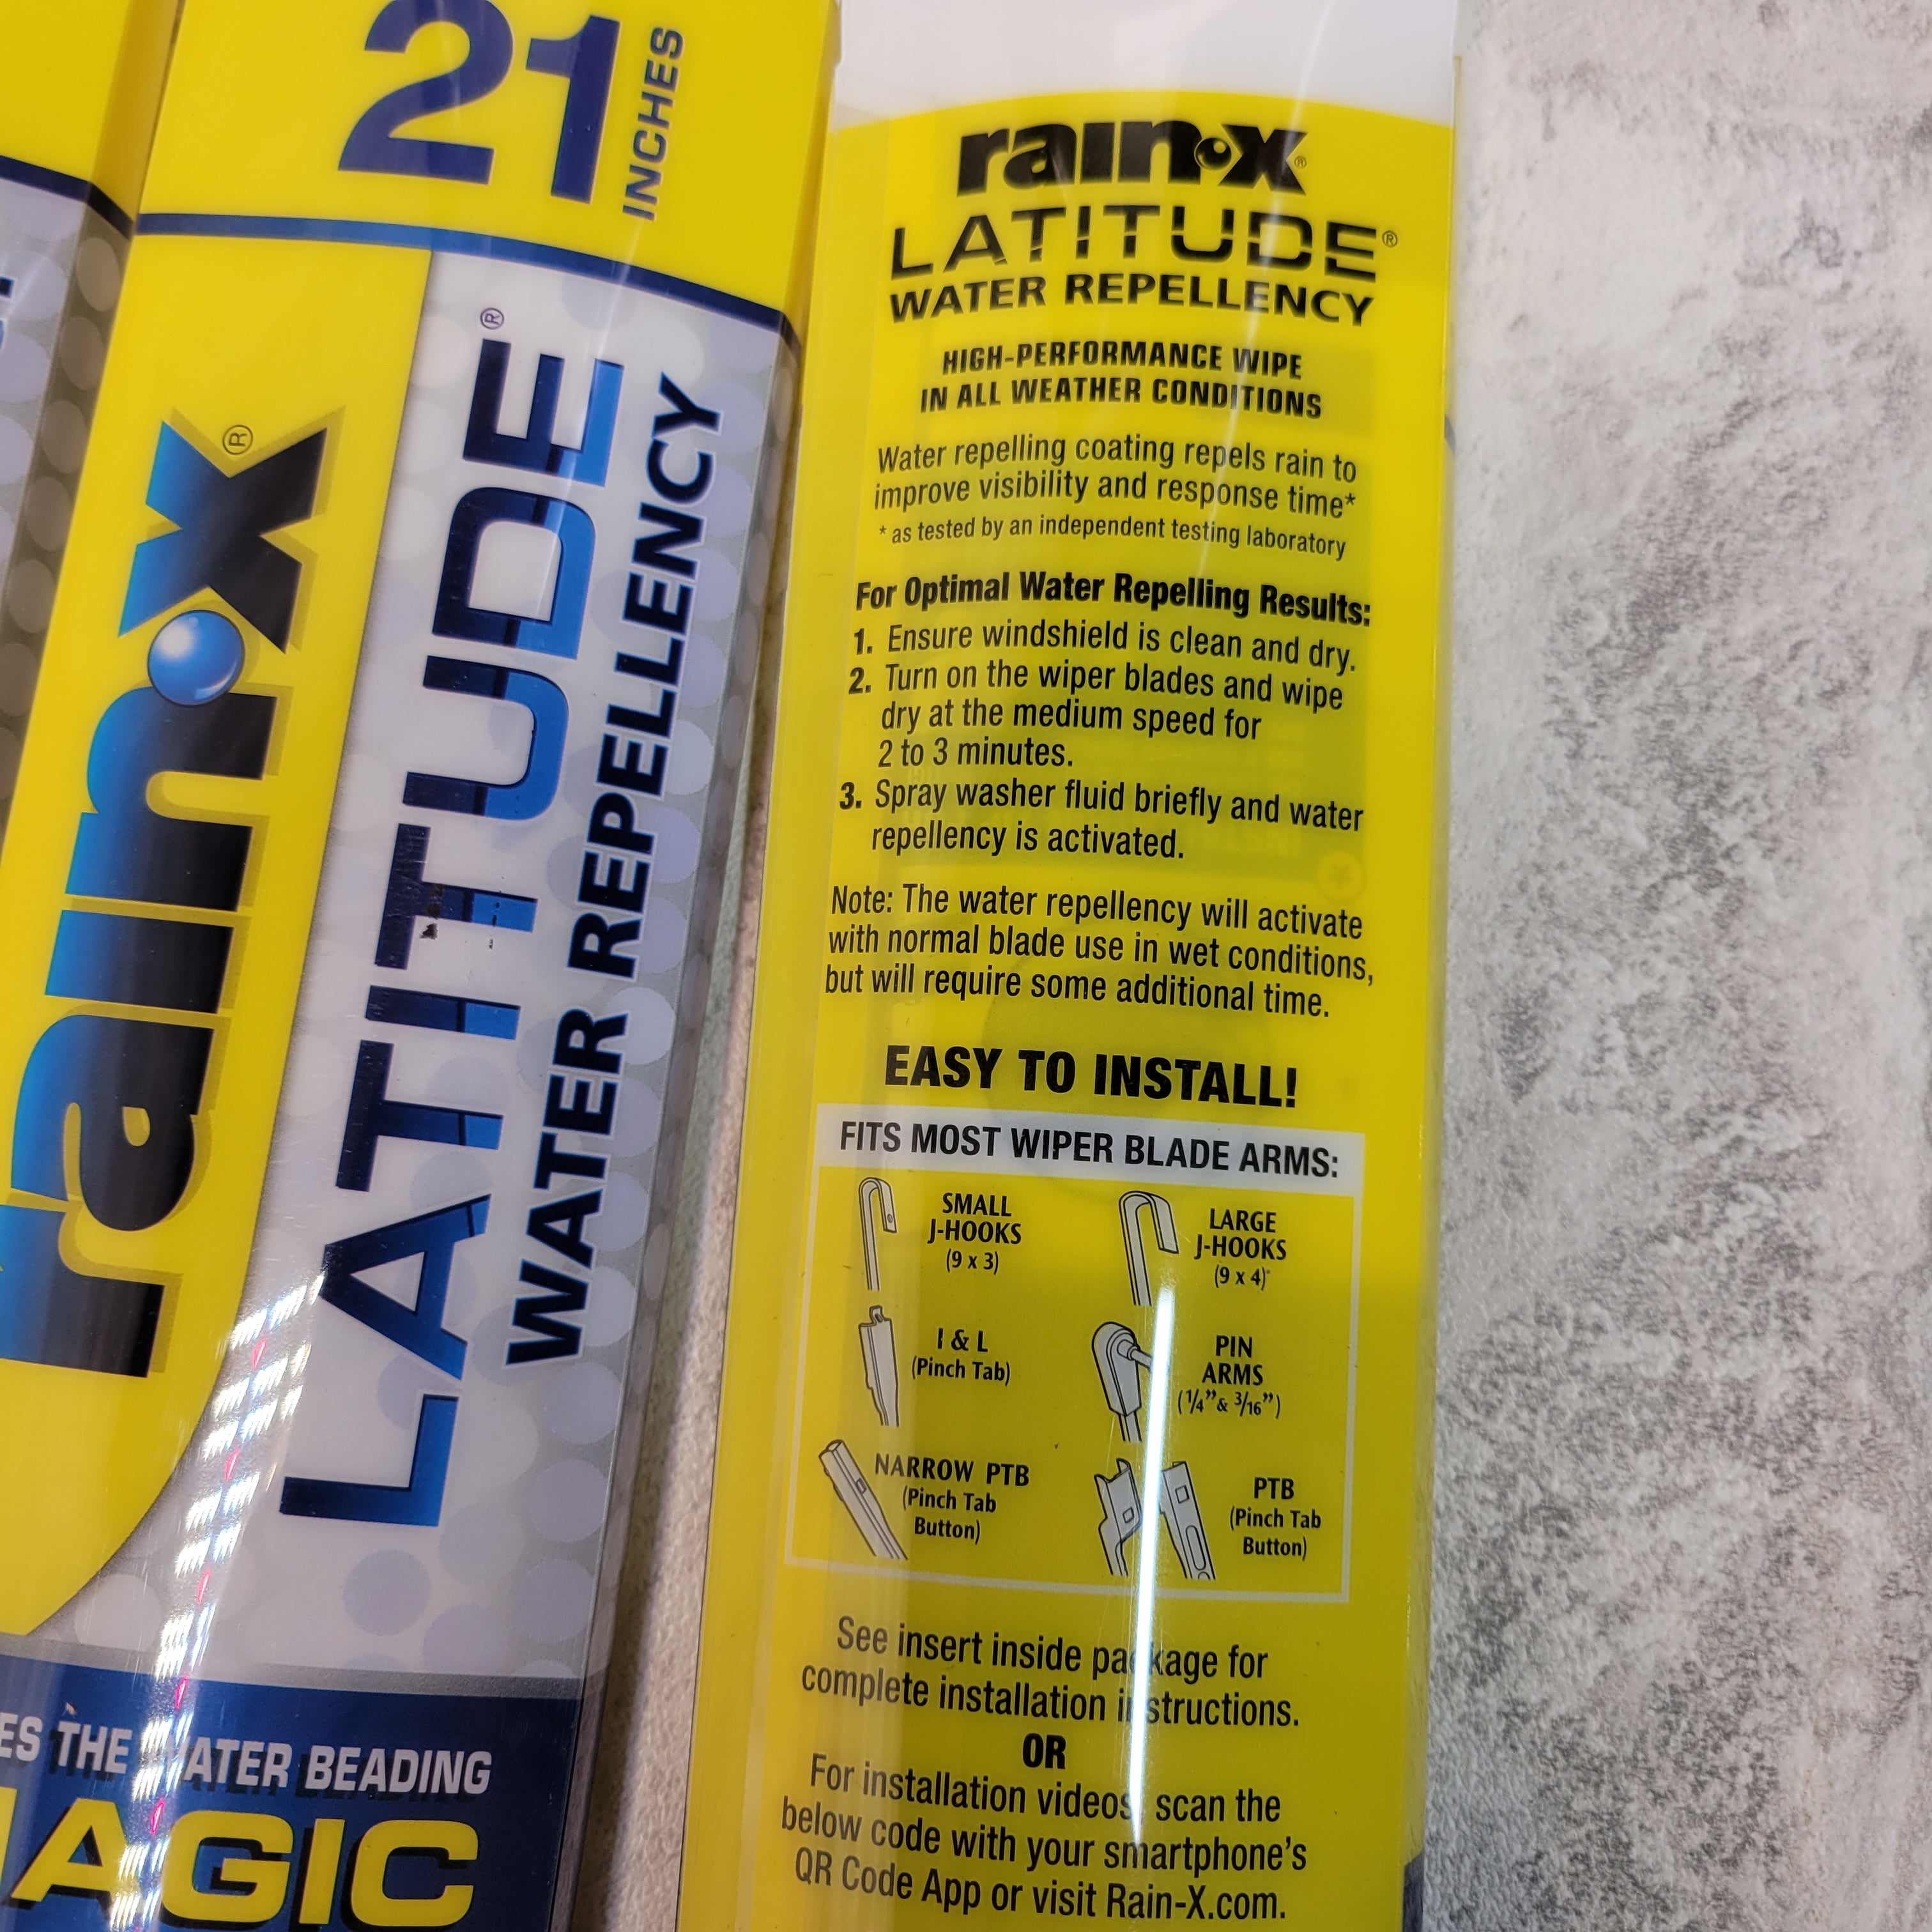 21
INCHES
rain·x®
LATITUDE®
WATER REPELLENCY
THE WATER BEADING
rain·x®
LATITUDE®
WATER REPELLENCY
HIGH-PERFORMANCE WIPE
IN ALL WEATHER CONDITIONS
Water repelling coating repels rain to
improve visibility and response time*
* as tested by an independent testing laboratory
For Optimal Water Repelling Results:
1. Ensure windshield is clean and dry.
2. Turn on the wiper blades and wipe
dry at the medium speed for
2 to 3 minutes.
3. Spray washer fluid briefly and water
repellency is activated.
Note: The water repellency will activate
with normal blade use in wet conditions,
but will require some additional time.
EASY TO INSTALL!
FITS MOST WIPER BLADE ARMS:
SMALL
J-HOOKS
(9 x 3)
LARGE
J-HOOKS
(9 x 4)
I & L
(Pinch Tab)
PIN
ARMS
(1/4" & 3/16")
NARROW PTB
(Pinch Tab
Button)
PTB
(Pinch Tab
Button)
See insert inside package for
complete installation instructions.
OR
For installation videos, scan the
below code with your smartphone's
QR Code App or visit Rain-X.com.